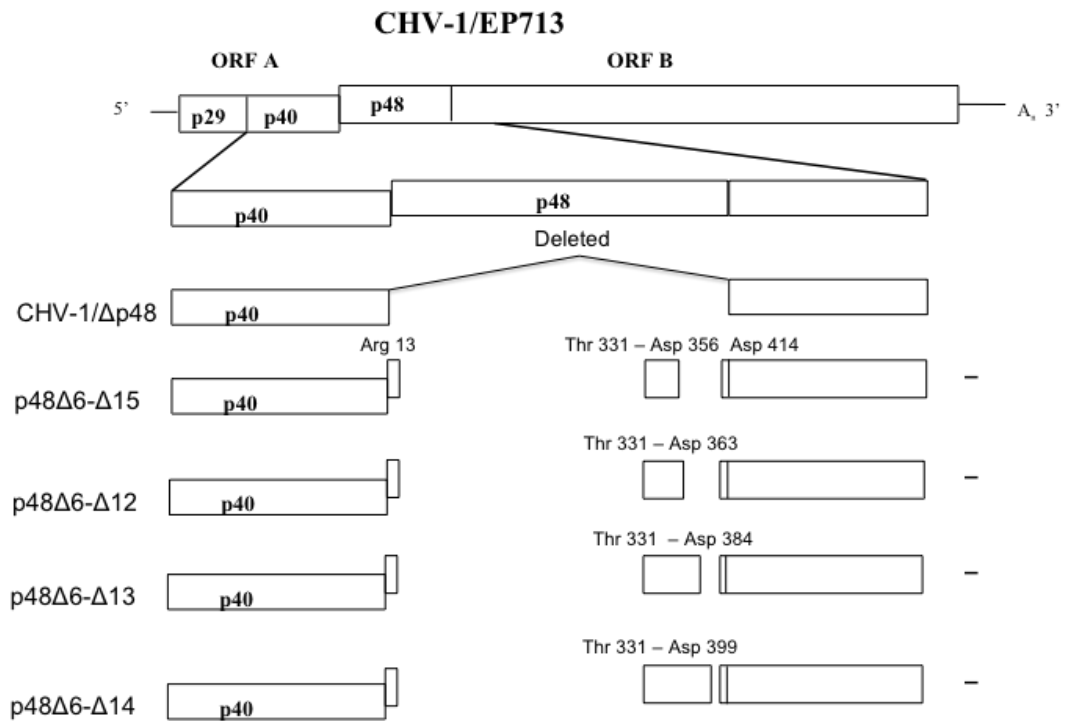 CHV-1/EP713
ORF A ORF B
5’ p29 p40 p48 An 3’
p40 p48
Deleted
CHV-1/Δp48 p40
Arg 13 Thr 331 – Asp 356 Asp 414
p48Δ6-Δ15 p40 –
Thr 331 – Asp 363
p48Δ6-Δ12 p40 –
Thr 331 – Asp 384
p48Δ6-Δ13 p40 –
Thr 331 – Asp 399
p48Δ6-Δ14 p40 –